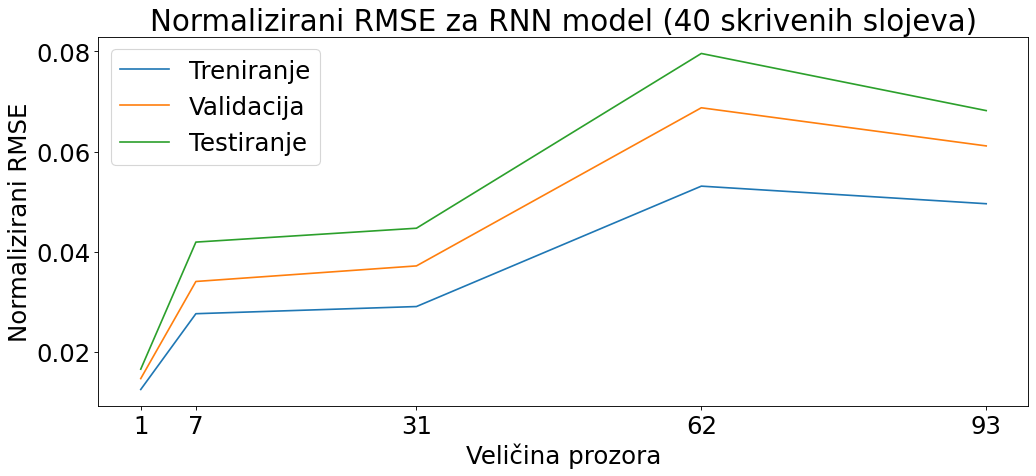 Normalizirani RMSE za RNN model (40 skrivenih slojeva)
Treniranje
Validacija
Testiranje
Normalizirani RMSE
0.08
0.06
0.04
0.02
1 7 31 62 93
Veličina prozora